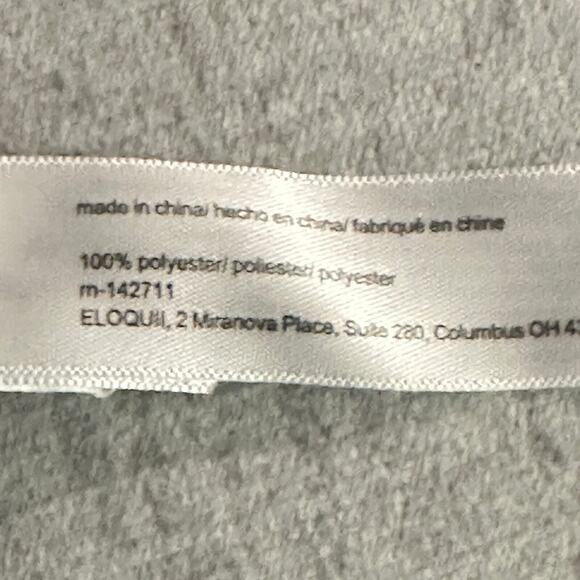 made in china/ hecho en china/ fabriqué en chine
100% polyester/ poliester/ polyester
rn-142711
ELOQUII, 2 Miranova Place, Suite 280, Columbus OH